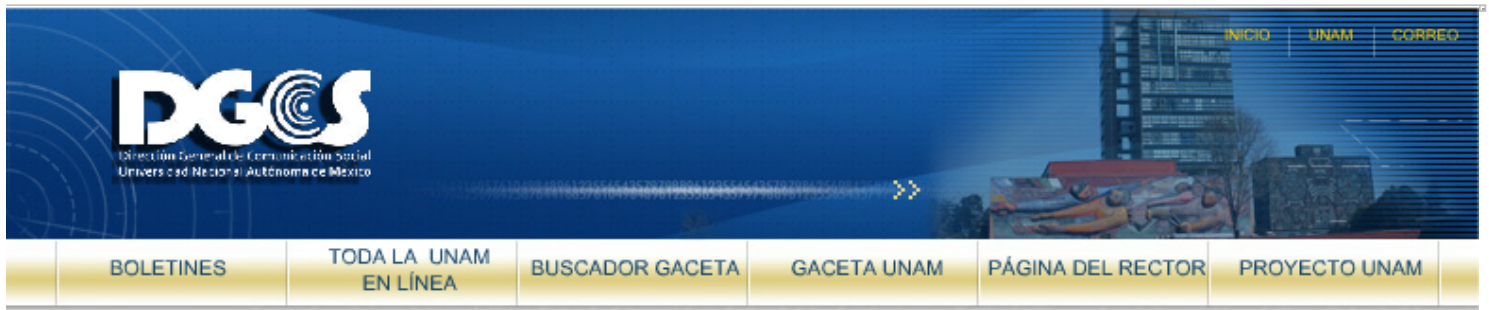 INICIO UNAM CORREO
DGCS
Dirección General de Comunicación Social
Universidad Nacional Autónoma de México
>>
BOLETINES
TODA LA UNAM
EN LÍNEA
BUSCADOR GACETA
GACETA UNAM
PÁGINA DEL RECTOR
PROYECTO UNAM